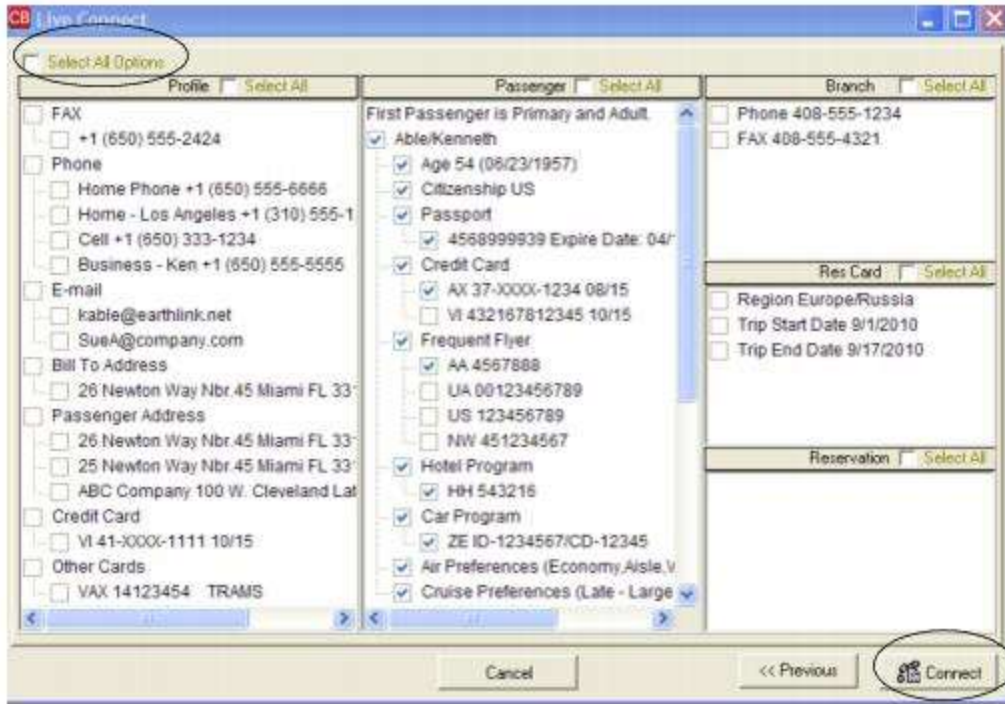 CB Live Connect
Select All Options
Profile Select All
FAX
+1 (650) 555-2424
Phone
Home Phone +1 (650) 555-6666
Home - Los Angeles +1 (310) 555-1
Cell +1 (650) 333-1234
Business - Ken +1 (650) 555-5555
E-mail
kable@earthlink.net
SueA@company.com
Bill To Address
26 Newton Way Nbr.45 Miami FL 331
Passenger Address
26 Newton Way Nbr.45 Miami FL 331
25 Newton Way Nbr.45 Miami FL 331
ABC Company 100 W. Cleveland Lat
Credit Card
VI 41-XXXX-1111 10/15
Other Cards
VAX 14123454 TRAMS
Passenger Select All
First Passenger is Primary and Adult.
Able/Kenneth
Age 54 (06/23/1957)
Citizenship US
Passport
4568999939 Expire Date: 04/
Credit Card
AX 37-XXXX-1234 08/15
VI 432167812345 10/15
Frequent Flyer
AA 4567888
UA 00123456789
US 123456789
NW 451234567
Hotel Program
HH 543216
Car Program
ZE ID-1234567/CD-12345
Air Preferences (Economy,Aisle,V
Cruise Preferences (Late - Large
Branch Select All
Phone 408-555-1234
FAX 408-555-4321
Res Card Select All
Region Europe/Russia
Trip Start Date 9/1/2010
Trip End Date 9/17/2010
Reservation Select All
Cancel
<< Previous
Connect